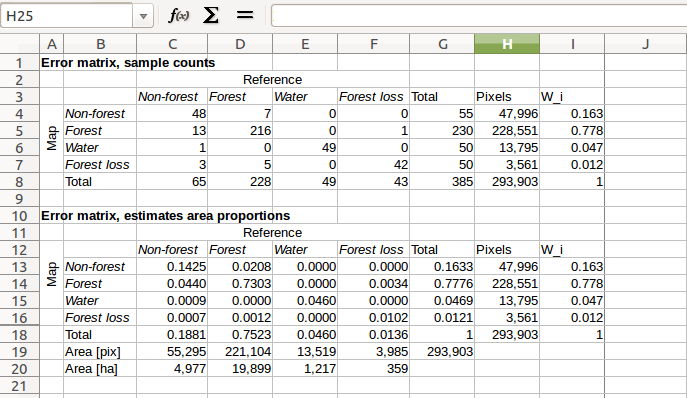 H25 f(x) Σ =
A B C D E F G H I J
1 Error matrix, sample counts
2 Reference
3 Non-forest Forest Water Forest loss Total Pixels W_i
4 Non-forest 48 7 0 0 55 47,996 0.163
5 Map Forest 13 216 0 1 230 228,551 0.778
6 Water 1 0 49 0 50 13,795 0.047
7 Forest loss 3 5 0 42 50 3,561 0.012
8 Total 65 228 49 43 385 293,903 1
9
10 Error matrix, estimates area proportions
11 Reference
12 Non-forest Forest Water Forest loss Total Pixels W_i
13 Non-forest 0.1425 0.0208 0.0000 0.0000 0.1633 47,996 0.163
14 Map Forest 0.0440 0.7303 0.0000 0.0034 0.7776 228,551 0.778
15 Water 0.0009 0.0000 0.0460 0.0000 0.0469 13,795 0.047
16 Forest loss 0.0007 0.0012 0.0000 0.0102 0.0121 3,561 0.012
18 Total 0.1881 0.7523 0.0460 0.0136 1 293,903 1
19 Area [pix] 55,295 221,104 13,519 3,985 293,903
20 Area [ha] 4,977 19,899 1,217 359
21